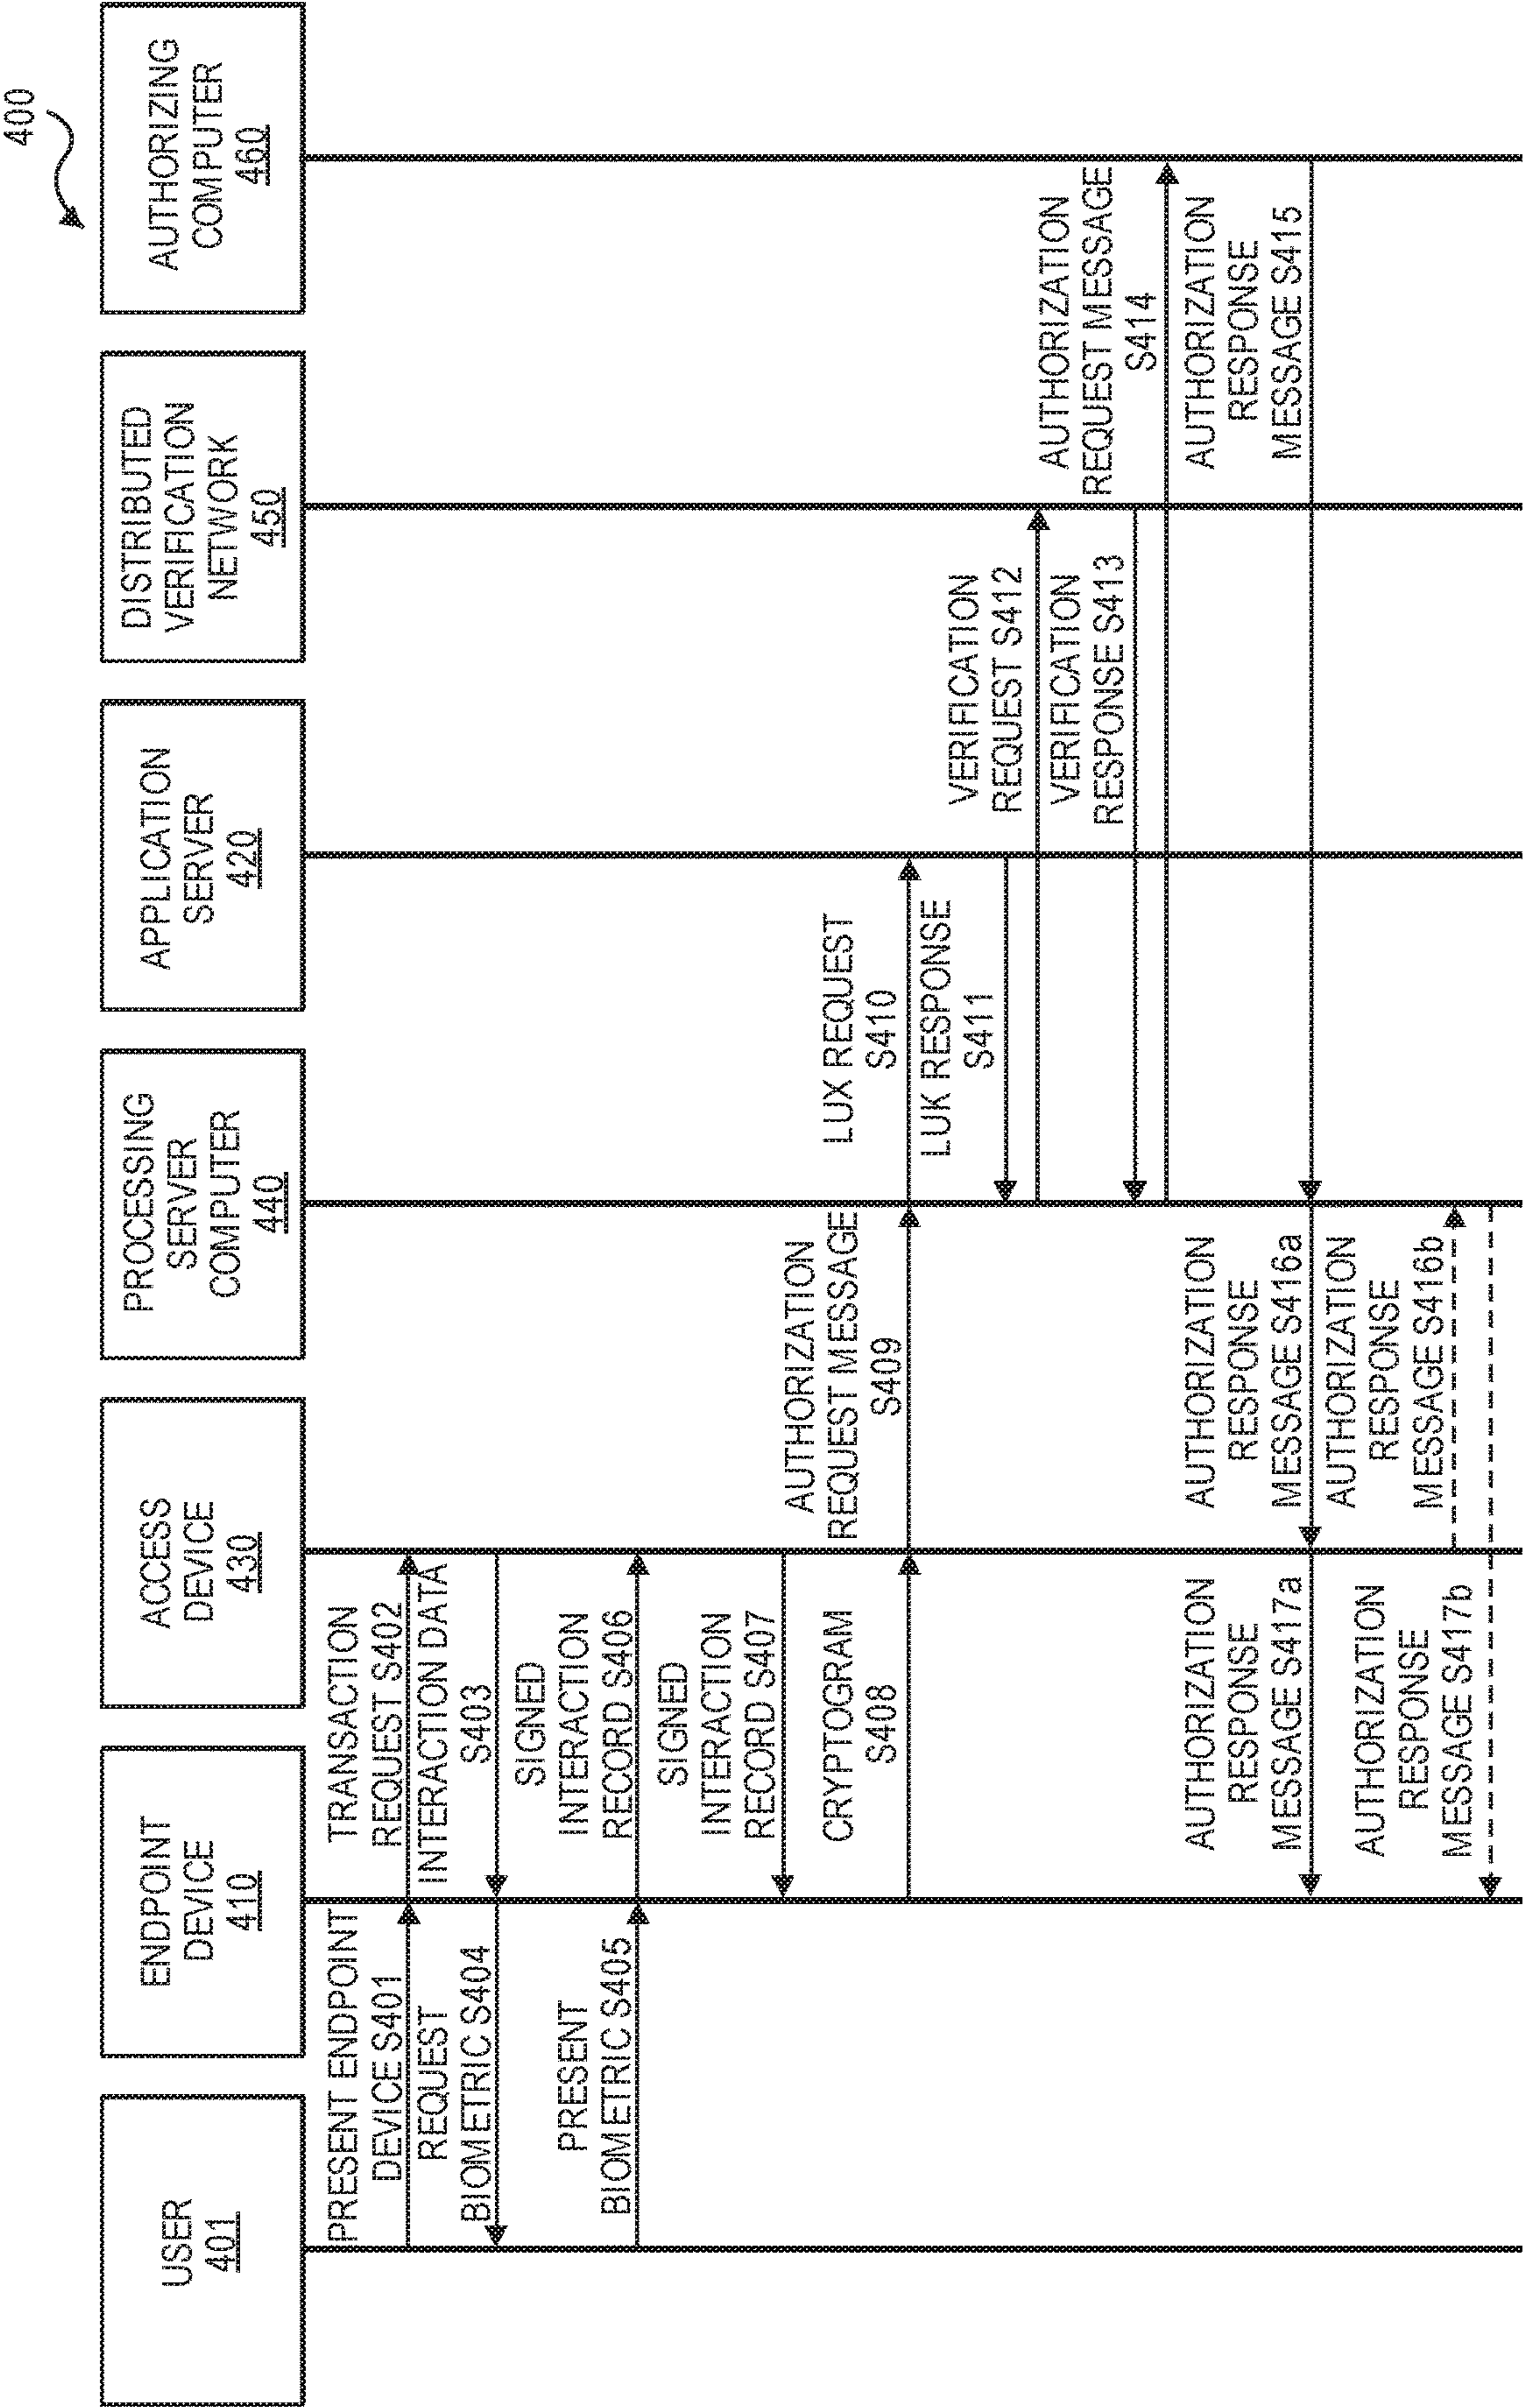 400
USER
401
ENDPOINT
DEVICE
410
ACCESS
DEVICE
430
PROCESSING
SERVER
COMPUTER
440
APPLICATION
SERVER
420
DISTRIBUTED
VERIFICATION
NETWORK
450
AUTHORIZING
COMPUTER
460
PRESENT ENDPOINT
DEVICE S401
TRANSACTION
REQUEST S402
INTERACTION DATA
S403
REQUEST
BIOMETRIC S404
PRESENT
BIOMETRIC S405
SIGNED
INTERACTION
RECORD S406
SIGNED
INTERACTION
RECORD S407
CRYPTOGRAM
S408
AUTHORIZATION
REQUEST MESSAGE
S409
LUX REQUEST
S410
LUK RESPONSE
S411
VERIFICATION
REQUEST S412
VERIFICATION
RESPONSE S413
AUTHORIZATION
REQUEST MESSAGE
S414
AUTHORIZATION
RESPONSE
MESSAGE S415
AUTHORIZATION
RESPONSE
MESSAGE S416a
AUTHORIZATION
RESPONSE
MESSAGE S416b
AUTHORIZATION
RESPONSE
MESSAGE S417a
AUTHORIZATION
RESPONSE
MESSAGE S417b